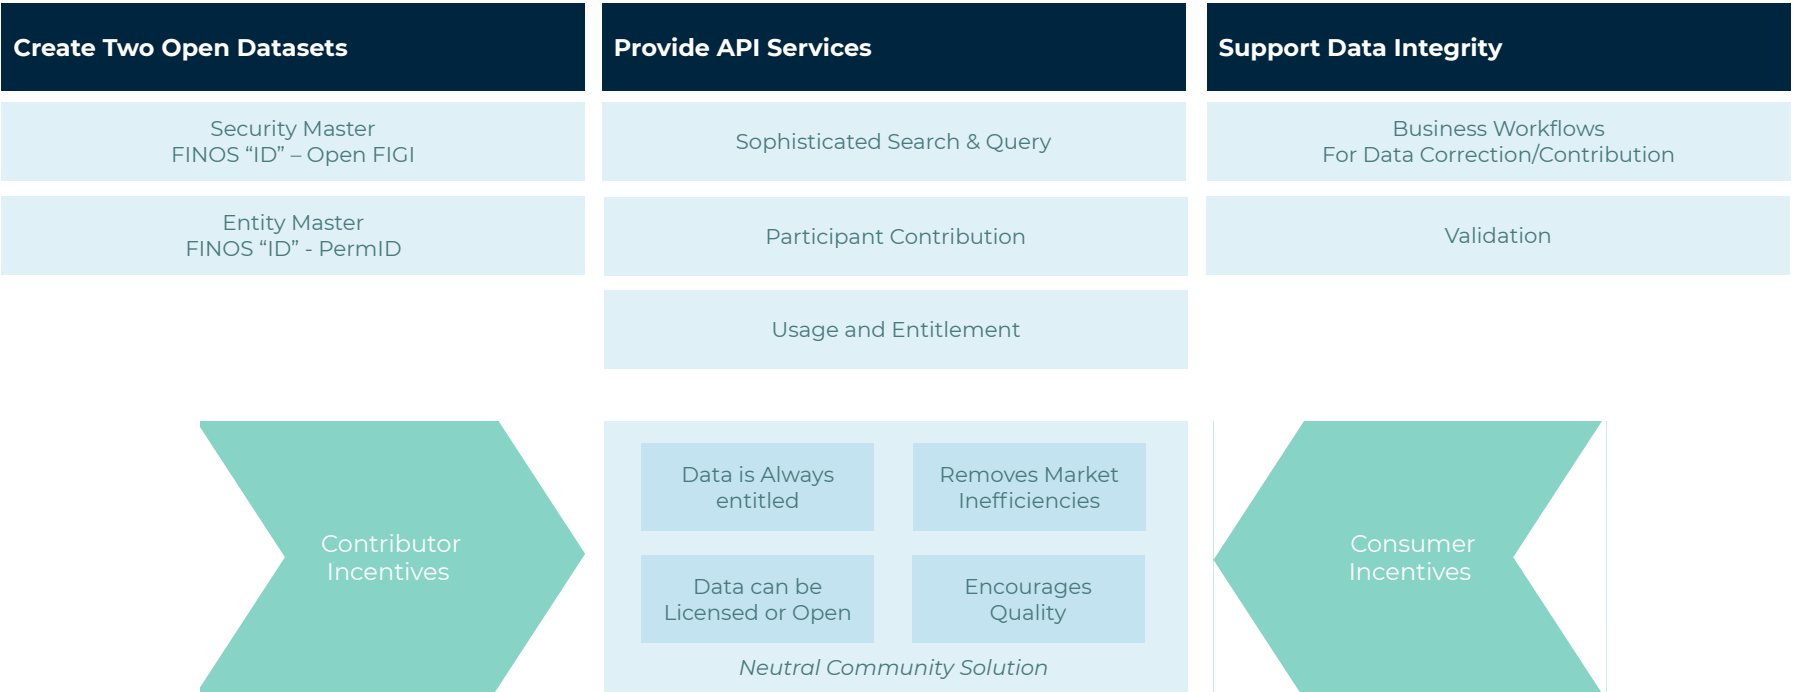 Create Two Open Datasets
Security Master
FINOS “ID” – Open FIGI
Entity Master
FINOS “ID” - PermID
Provide API Services
Sophisticated Search & Query
Participant Contribution
Usage and Entitlement
Support Data Integrity
Business Workflows
For Data Correction/Contribution
Validation
Contributor
Incentives
Data is Always
entitled
Removes Market
Inefficiencies
Data can be
Licensed or Open
Encourages
Quality
Neutral Community Solution
Consumer
Incentives